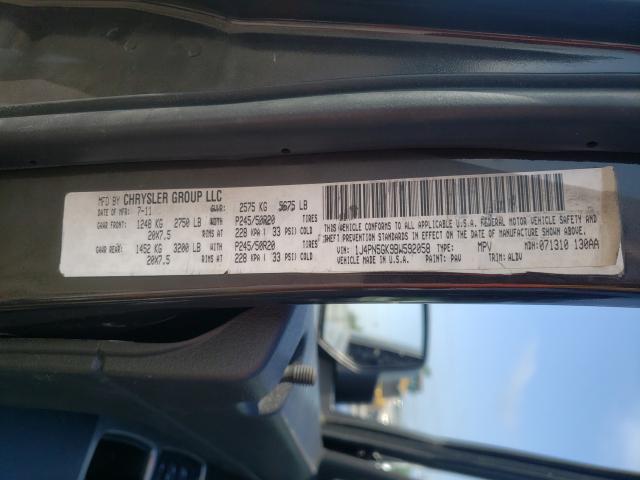 MFD BY CHRYSLER GROUP LLC
DATE OF MFR: 7-11 GVWR: 2575 KG 5675 LB
GAWR FRONT: 1248 KG 2750 LB WIDTH P245/50R20 TIRES
20X7.5 RIMS AT 228 KPA( 33 PSI) COLD
GAWR REAR: 1452 KG 3200 LB WIDTH P245/50R20 TIRES
20X7.5 RIMS AT 228 KPA( 33 PSI) COLD
THIS VEHICLE CONFORMS TO ALL APPLICABLE U.S.A. FEDERAL MOTOR VEHICLE SAFETY AND
THEFT PREVENTION STANDARDS IN EFFECT ON THE DATE OF MANUFACTURE SHOWN ABOVE.
VIN: 1J4PN5GK9BW592058 TYPE: MPV MDH: 071310 130AA
VEHICLE MADE IN U.S.A. PAINT: PAV TRIM: ALDV